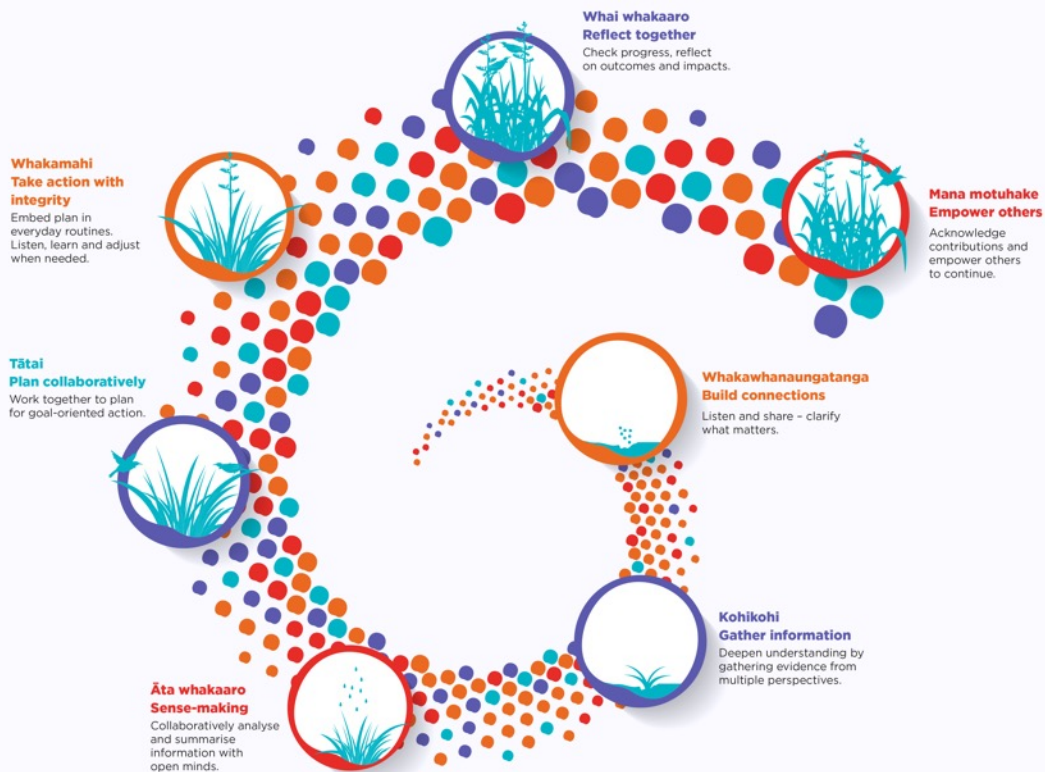 Whai whakaaro
Reflect together
Check progress, reflect
on outcomes and impacts.
Whakamahi
Take action with
integrity
Embed plan in
everyday routines.
Listen, learn and adjust
when needed.
Mana motuhake
Empower others
Acknowledge
contributions and
empower others
to continue.
Tātai
Plan collaboratively
Work together to plan
for goal-oriented action.
Whakawhanaungatanga
Build connections
Listen and share – clarify
what matters.
Kohikohi
Gather information
Deepen understanding by
gathering evidence from
multiple perspectives.
Āta whakaaro
Sense-making
Collaboratively analyse
and summarise
information with
open minds.